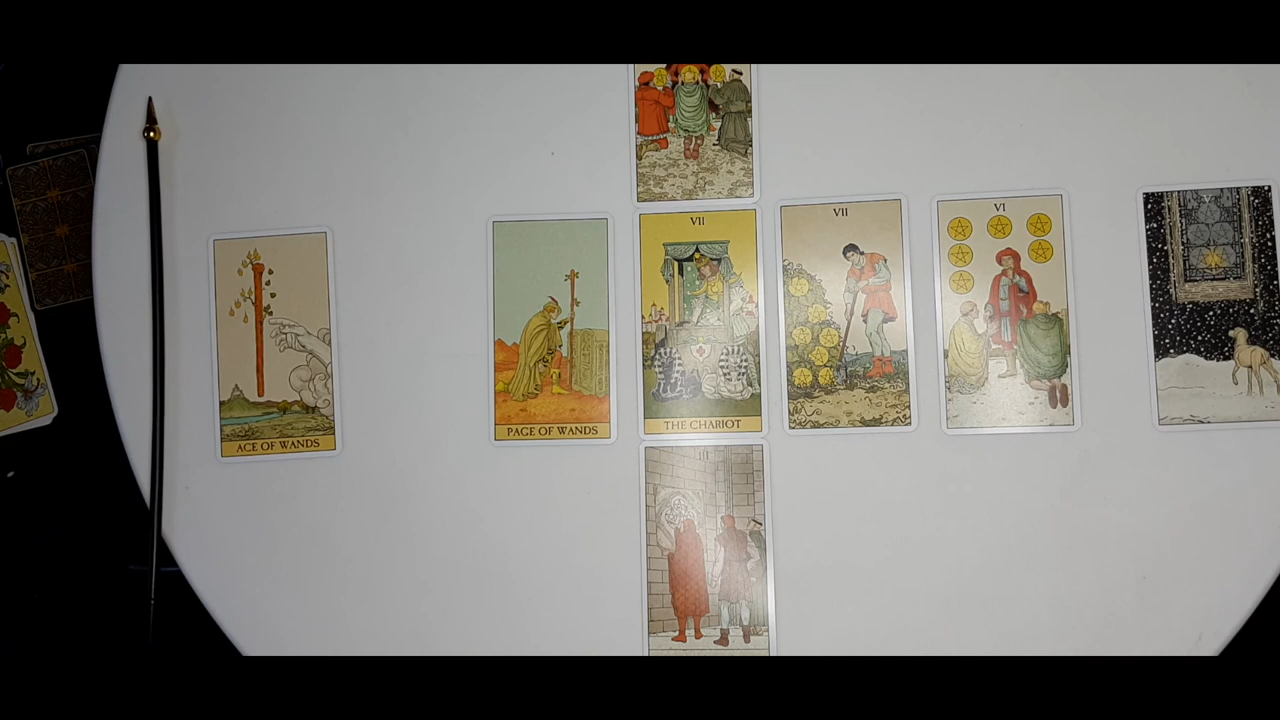 VII
VII
VI
V
THE CHARIOT
PAGE OF WANDS
ACE OF WANDS
III